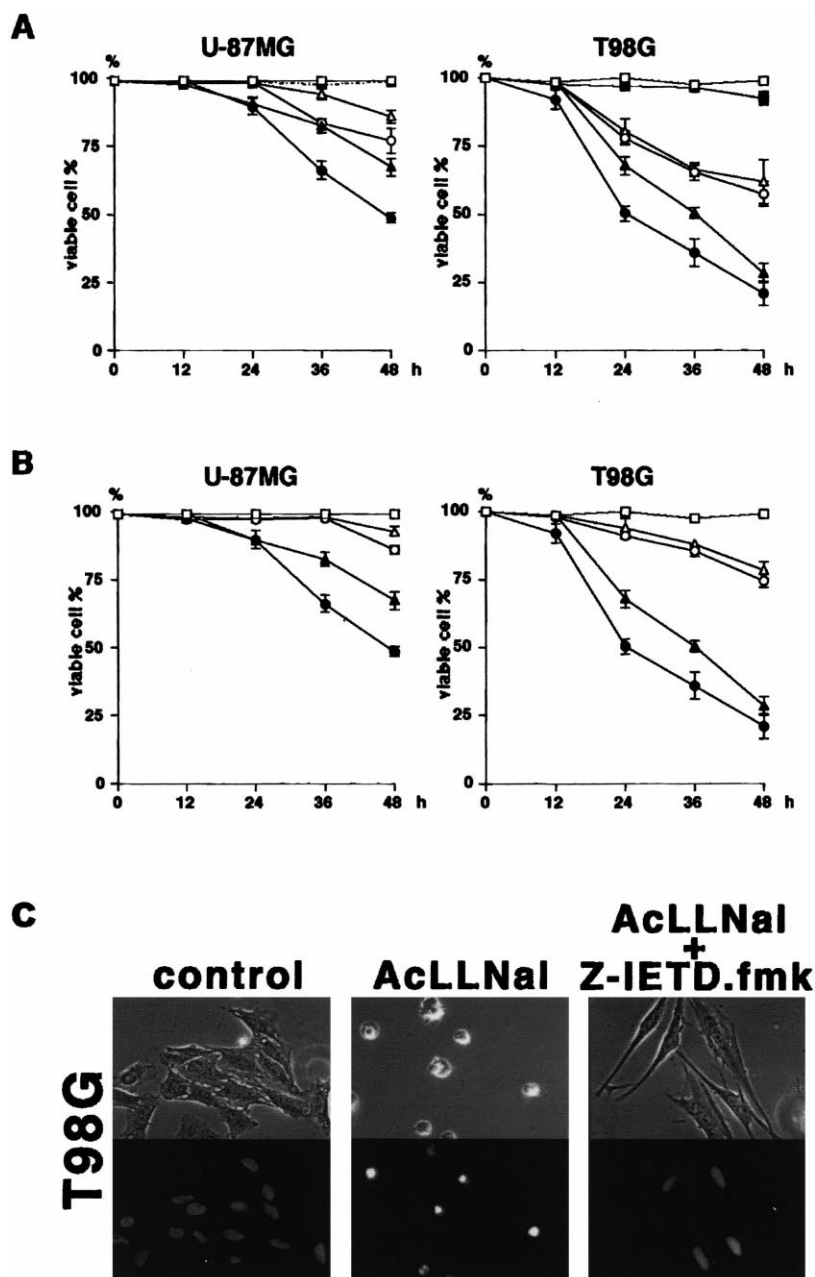 A
U-87MG
T98G
%
%
100
75
50
25
0
viable cell %
0 12 24 36 48 h
100
75
50
25
0
viable cell %
0 12 24 36 48 h
B
U-87MG
T98G
%
%
100
75
50
25
0
viable cell %
0 12 24 36 48 h
100
75
50
25
0
viable cell %
0 12 24 36 48 h
C
control
AcLLNal
AcLLNal
+
Z-IETD.fmk
T98G